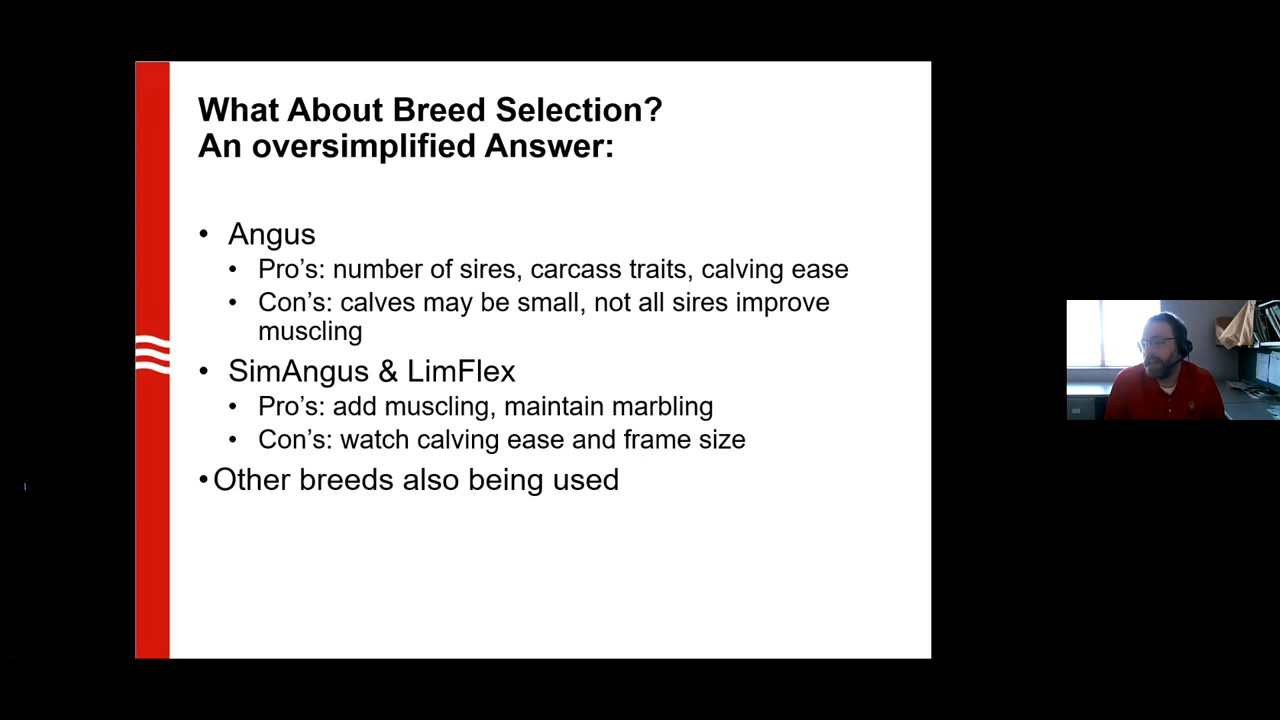 What About Breed Selection?
An oversimplified Answer:
• Angus
• Pro’s: number of sires, carcass traits, calving ease
• Con’s: calves may be small, not all sires improve
muscling
• SimAngus & LimFlex
• Pro’s: add muscling, maintain marbling
• Con’s: watch calving ease and frame size
• Other breeds also being used